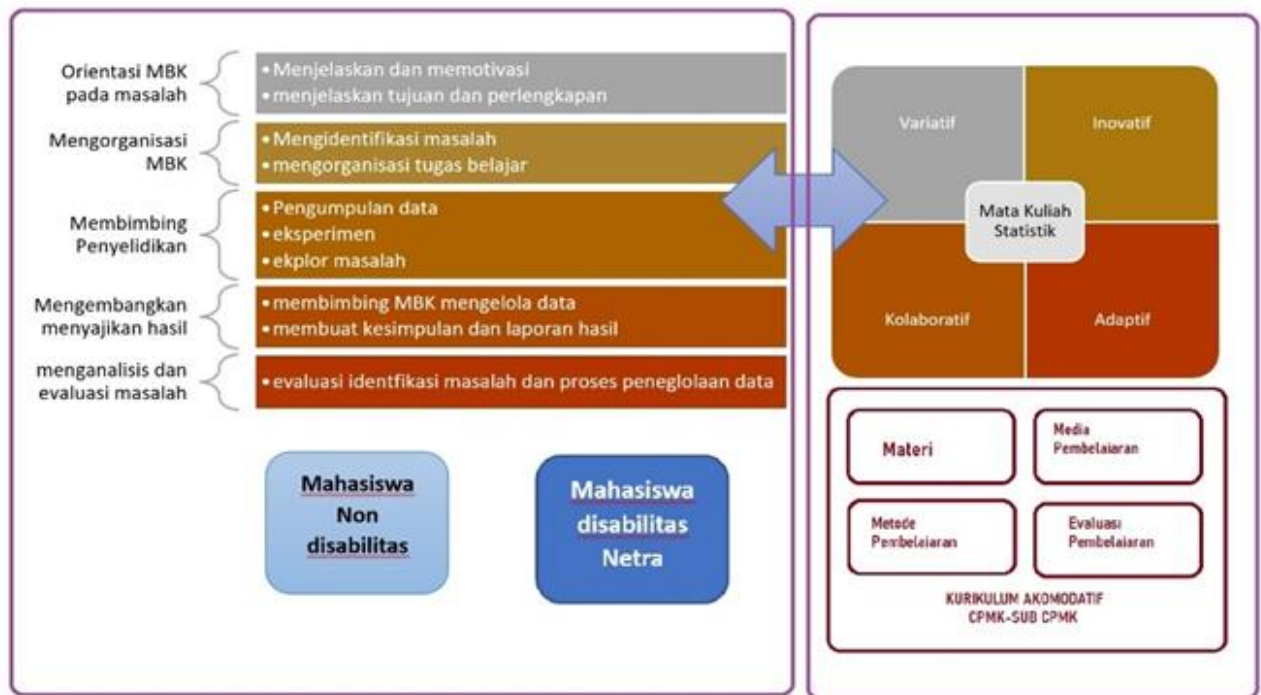 Orientasi MBK
pada masalah
• Menjelaskan dan memotivasi
• menjelaskan tujuan dan perlengkapan
Mengorganisasi
MBK
• Mengidentifikasi masalah
• mengorganisasi tugas belajar
Membimbing
Penyelidikan
• Pengumpulan data
• eksperimen
• ekplor masalah
Mengembangkan
menyajikan hasil
• membimbing MBK mengelola data
• membuat kesimpulan dan laporan hasil
menganalisis dan
evaluasi masalah
• evaluasi identfikasi masalah dan proses peneglolaan data
Mahasiswa
Non
disabilitas
Mahasiswa
disabilitas
Netra
Variatif
Inovatif
Mata Kuliah
Statistik
Kolaboratif
Adaptif
Materi
Media
Pembelajaran
Metode
Pembelajaran
Evaluasi
Pembelajaran
KURIKULUM AKOMODATIF
CPMK-SUB CPMK